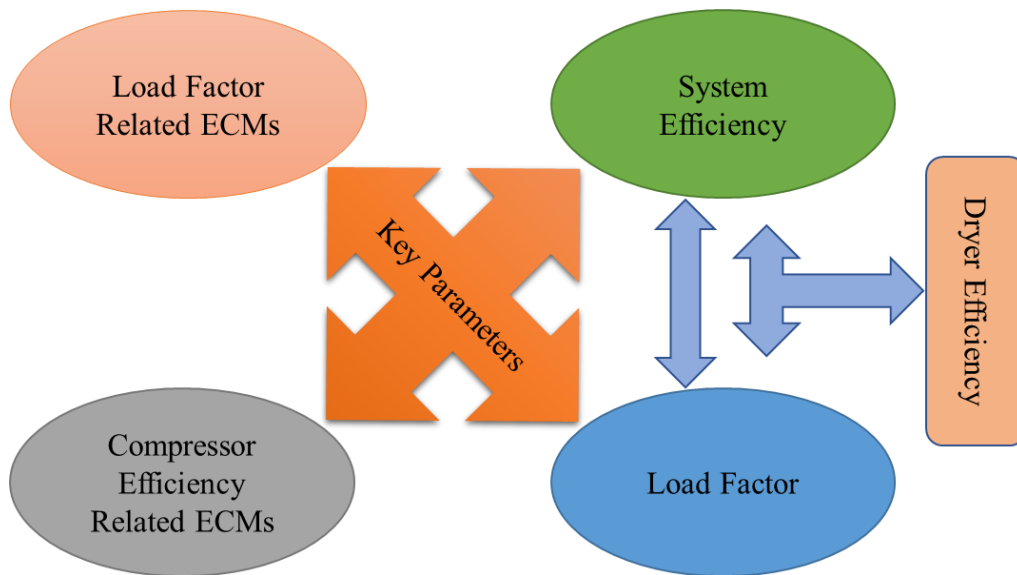 Load Factor
Related ECMs
System
Efficiency
Key Parameters
Dryer Efficiency
Compressor
Efficiency
Related ECMs
Load Factor